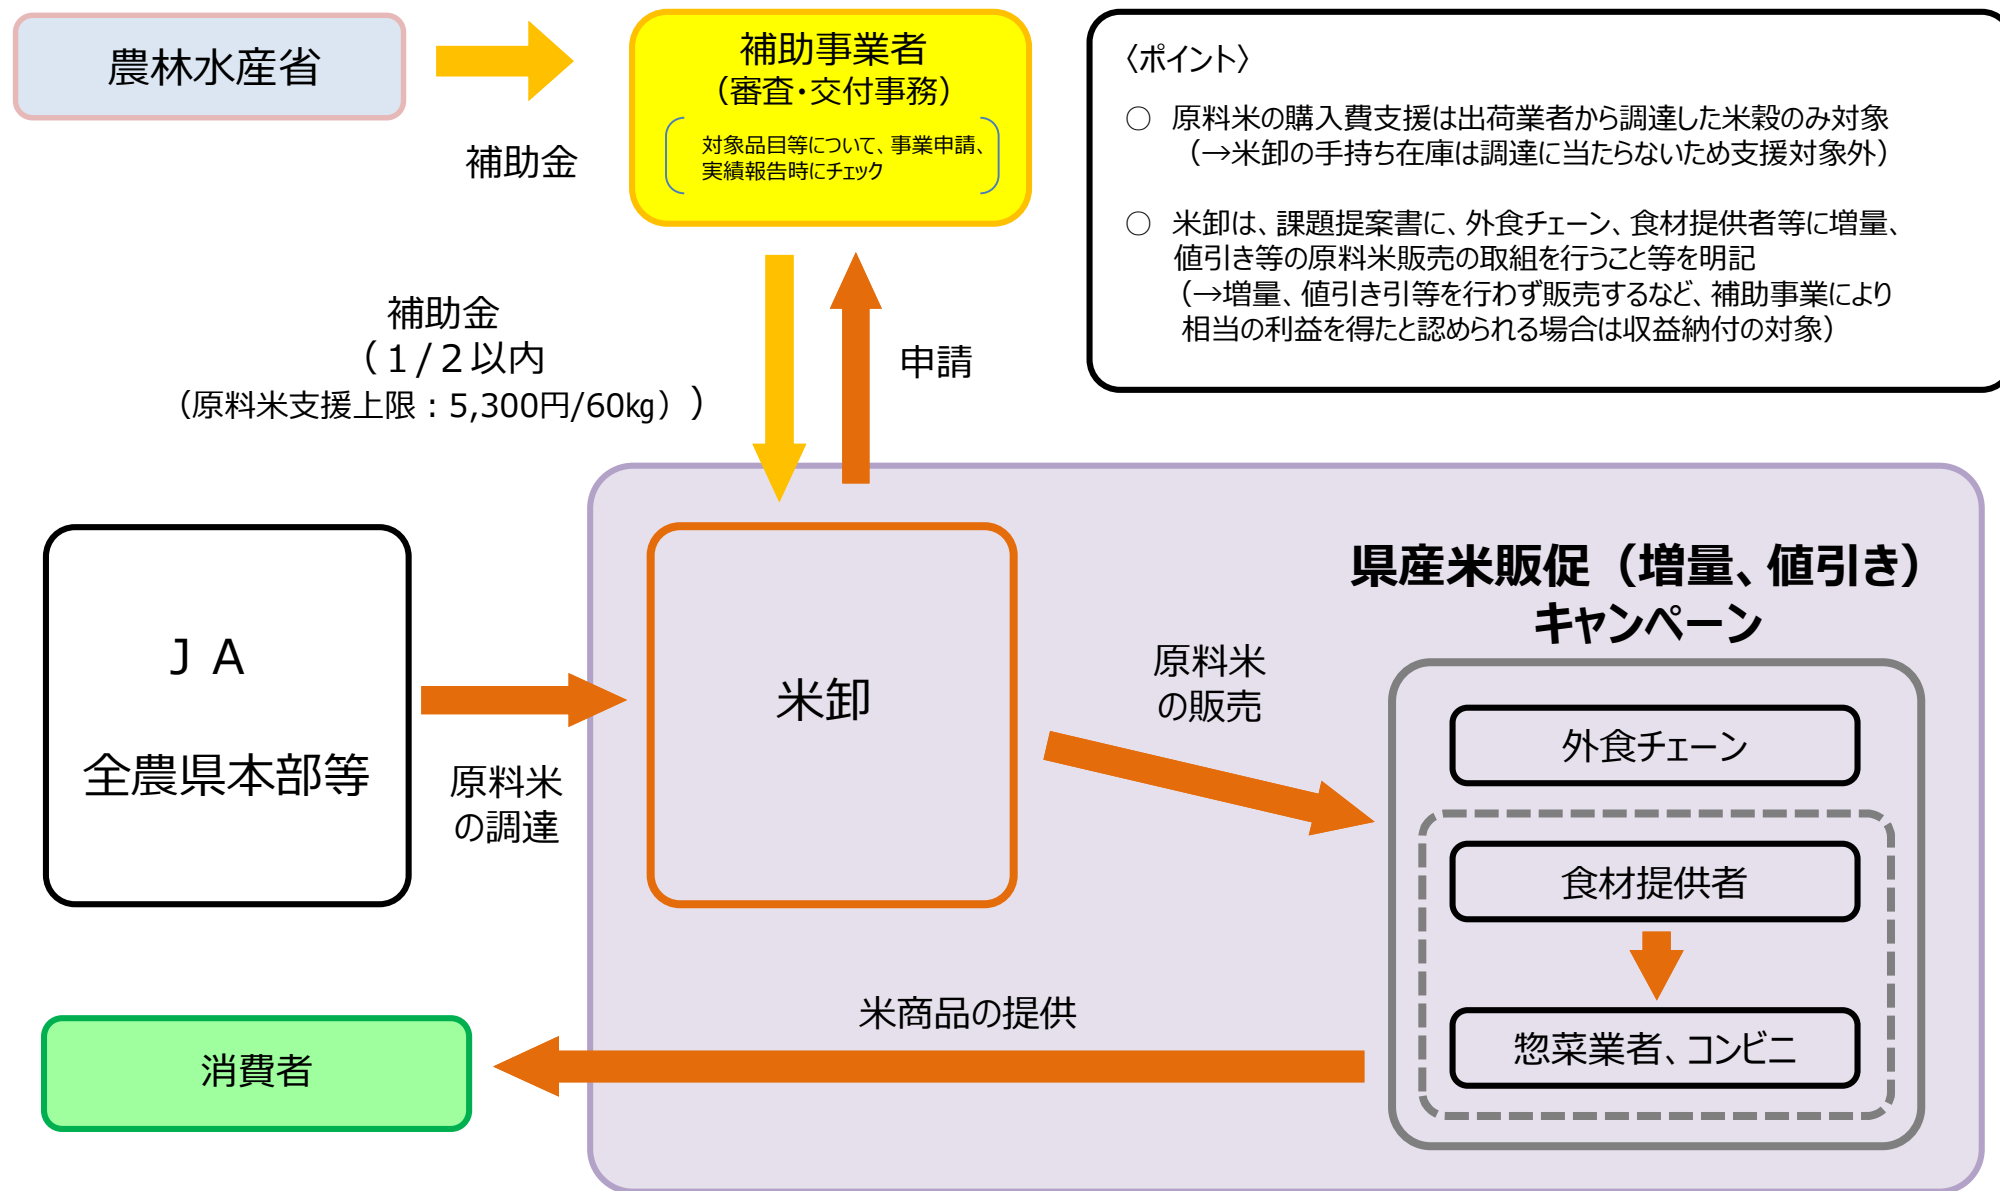 農林水産省
補助金
補助事業者
（審査・交付事務）
対象品目等について、事業申請、
実績報告時にチェック
〈ポイント〉
○　原料米の購入費支援は出荷業者から調達した米穀のみ対象
（→米卸の手持ち在庫は調達に当たらないため支援対象外）
○　米卸は、課題提案書に、外食チェーン、食材提供者等に増量、
値引き等の原料米販売の取組を行うこと等を明記
（→増量、値引き引等を行わず販売するなど、補助事業により
相当の利益を得たと認められる場合は収益納付の対象）
補助金
（１/２以内
（原料米支援上限：5,300円/60kg））
申請
ＪＡ
全農県本部等
原料米
の調達
米卸
原料米
の販売
県産米販促（増量、値引き）
キャンペーン
外食チェーン
食材提供者
惣菜業者、コンビニ
米商品の提供
消費者